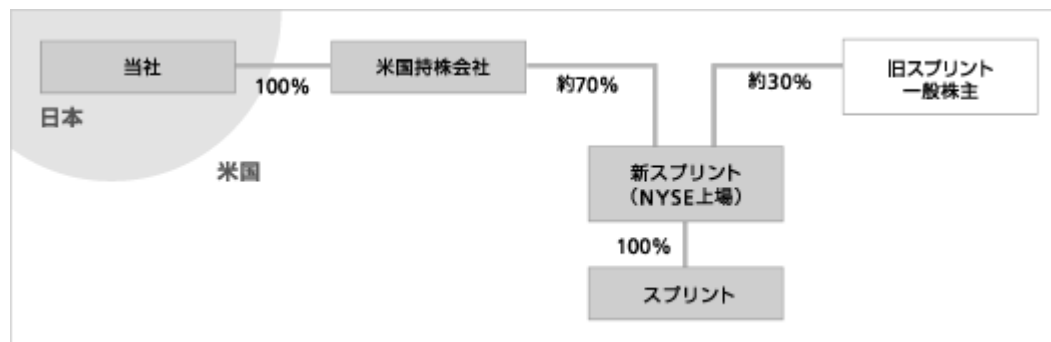 当社
100%
米国持株会社
約70%
約30%
旧スプリント
一般株主
日本
米国
新スプリント
（NYSE上場）
100%
スプリント